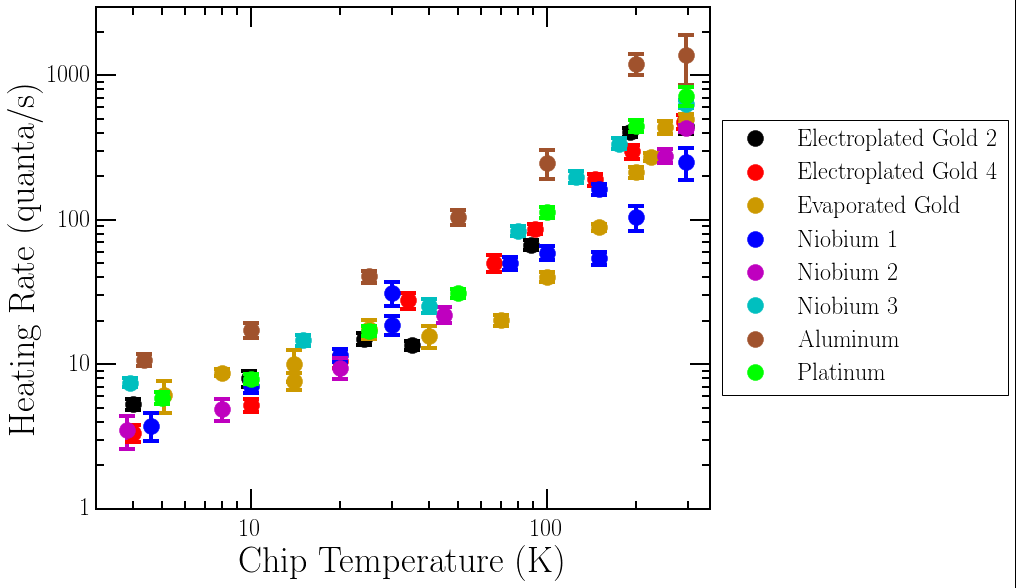 Heating Rate (quanta/s)
1000
100
10
1
10
100
Chip Temperature (K)
Electroplated Gold 2
Electroplated Gold 4
Evaporated Gold
Niobium 1
Niobium 2
Niobium 3
Aluminum
Platinum